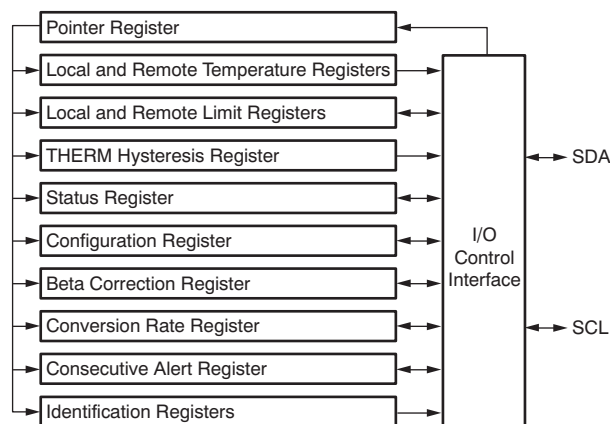 Pointer Register
Local and Remote Temperature Registers
Local and Remote Limit Registers
THERM Hysteresis Register
SDA
Status Register
I/O
Control
Interface
Configuration Register
Beta Correction Register
Conversion Rate Register
SCL
Consecutive Alert Register
Identification Registers